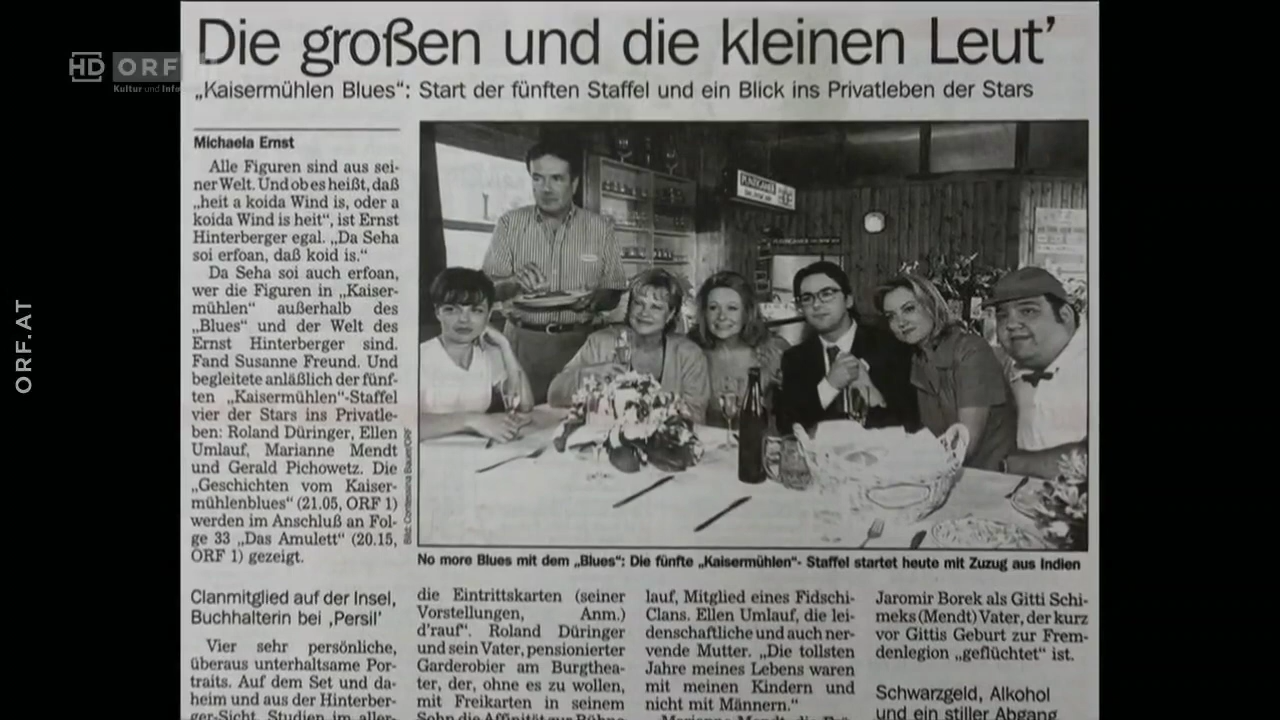 Die großen und die kleinen Leut’
HD ORF
Kultur und Info
„Kaisermühlen Blues“: Start der fünften Staffel und ein Blick ins Privatleben der Stars
ORF.AT
Michaela Ernst
Alle Figuren sind aus sei-
ner Welt. Und ob es heißt, daß
„heit a koida Wind is, oder a
koida Wind is heit“, ist Ernst
Hinterberger egal. „Da Seha
soi erfoan, daß koid is.“
Da Seha soi auch erfoan,
wer die Figuren in „Kaiser-
mühlen“ außerhalb des
„Blues“ und der Welt des
Ernst Hinterberger sind.
Fand Susanne Freund. Und
begleitete anläßlich der fünf-
ten „Kaisermühlen“-Staffel
vier der Stars ins Privatle-
ben: Roland Düringer, Ellen
Umlauf, Marianne Mendt
und Gerald Pichowetz. Die
„Geschichten vom Kaiser-
mühlenblues“ (21.05, ORF 1)
werden im Anschluß an Fol-
ge 33 „Das Amulett“ (20.15,
ORF 1) gezeigt.
No more Blues mit dem „Blues“: Die fünfte „Kaisermühlen“- Staffel startet heute mit Zuzug aus Indien
Clanmitglied auf der Insel,
Buchhalterin bei ‚Persil’
Vier sehr persönliche,
überaus unterhaltsame Por-
traits. Auf dem Set und da-
heim und aus der Hinterber-
ger-Sicht. Studien im aller-
die Eintrittskarten (seiner
Vorstellungen, Anm.)
d’rauf“. Roland Düringer
und sein Vater, pensionierter
Garderobier am Burgthea-
ter, der, ohne es zu wollen,
mit Freikarten in seinem
Sohn die Affinität zur Bühne
lauf, Mitglied eines Fidschi-
Clans. Ellen Umlauf, die lei-
denschaftliche und auch ner-
vende Mutter. „Die tollsten
Jahre meines Lebens waren
mit meinen Kindern und
nicht mit Männern.“
Marianne Mendt, die
Jaromir Borek als Gitti Schi-
meks (Mendt) Vater, der kurz
vor Gittis Geburt zur Frem-
denlegion „geflüchtet“ ist.
Schwarzgeld, Alkohol
und ein stiller Abgang